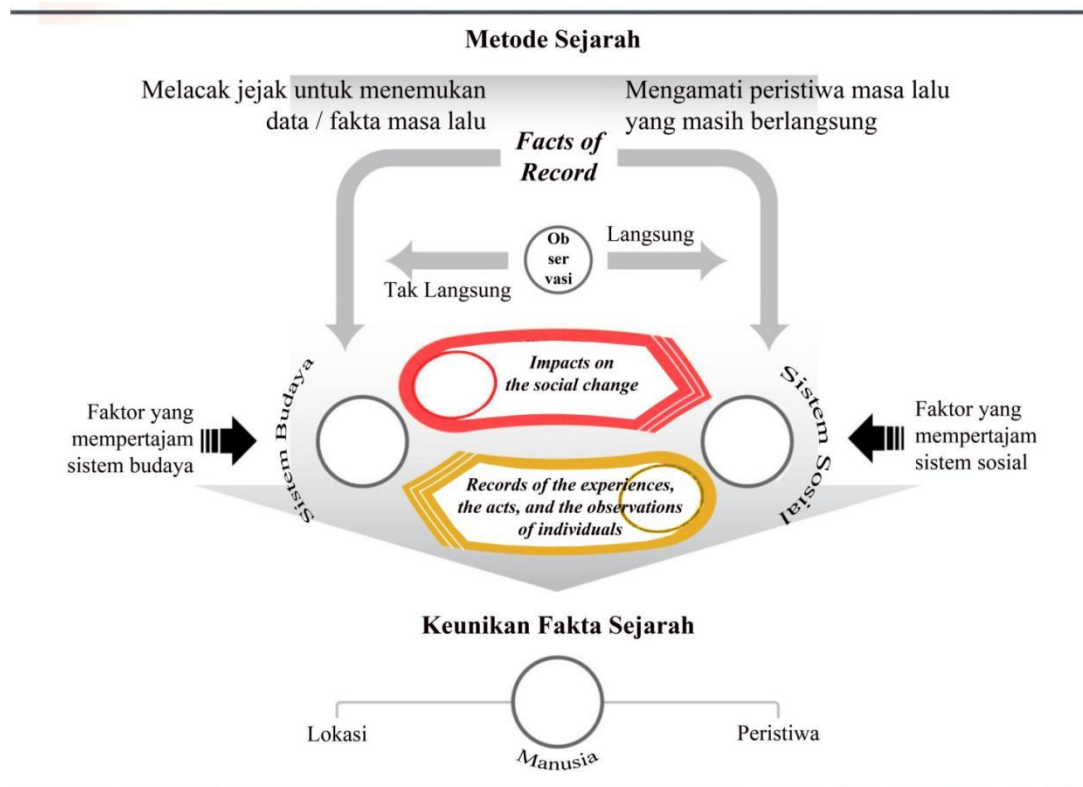 Metode Sejarah
Melacak jejak untuk menemukan
data / fakta masa lalu
Mengamati peristiwa masa lalu
yang masih berlangsung
Facts of
Record
Ob
ser
vasi
Langsung
Tak Langsung
Impacts on
the social change
Sistem Budaya
Sistem Sosial
Faktor yang
mempertajam
sistem budaya
Faktor yang
mempertajam
sistem sosial
Records of the experiences,
the acts, and the observations
of individuals
Keunikan Fakta Sejarah
Lokasi
Manusia
Peristiwa